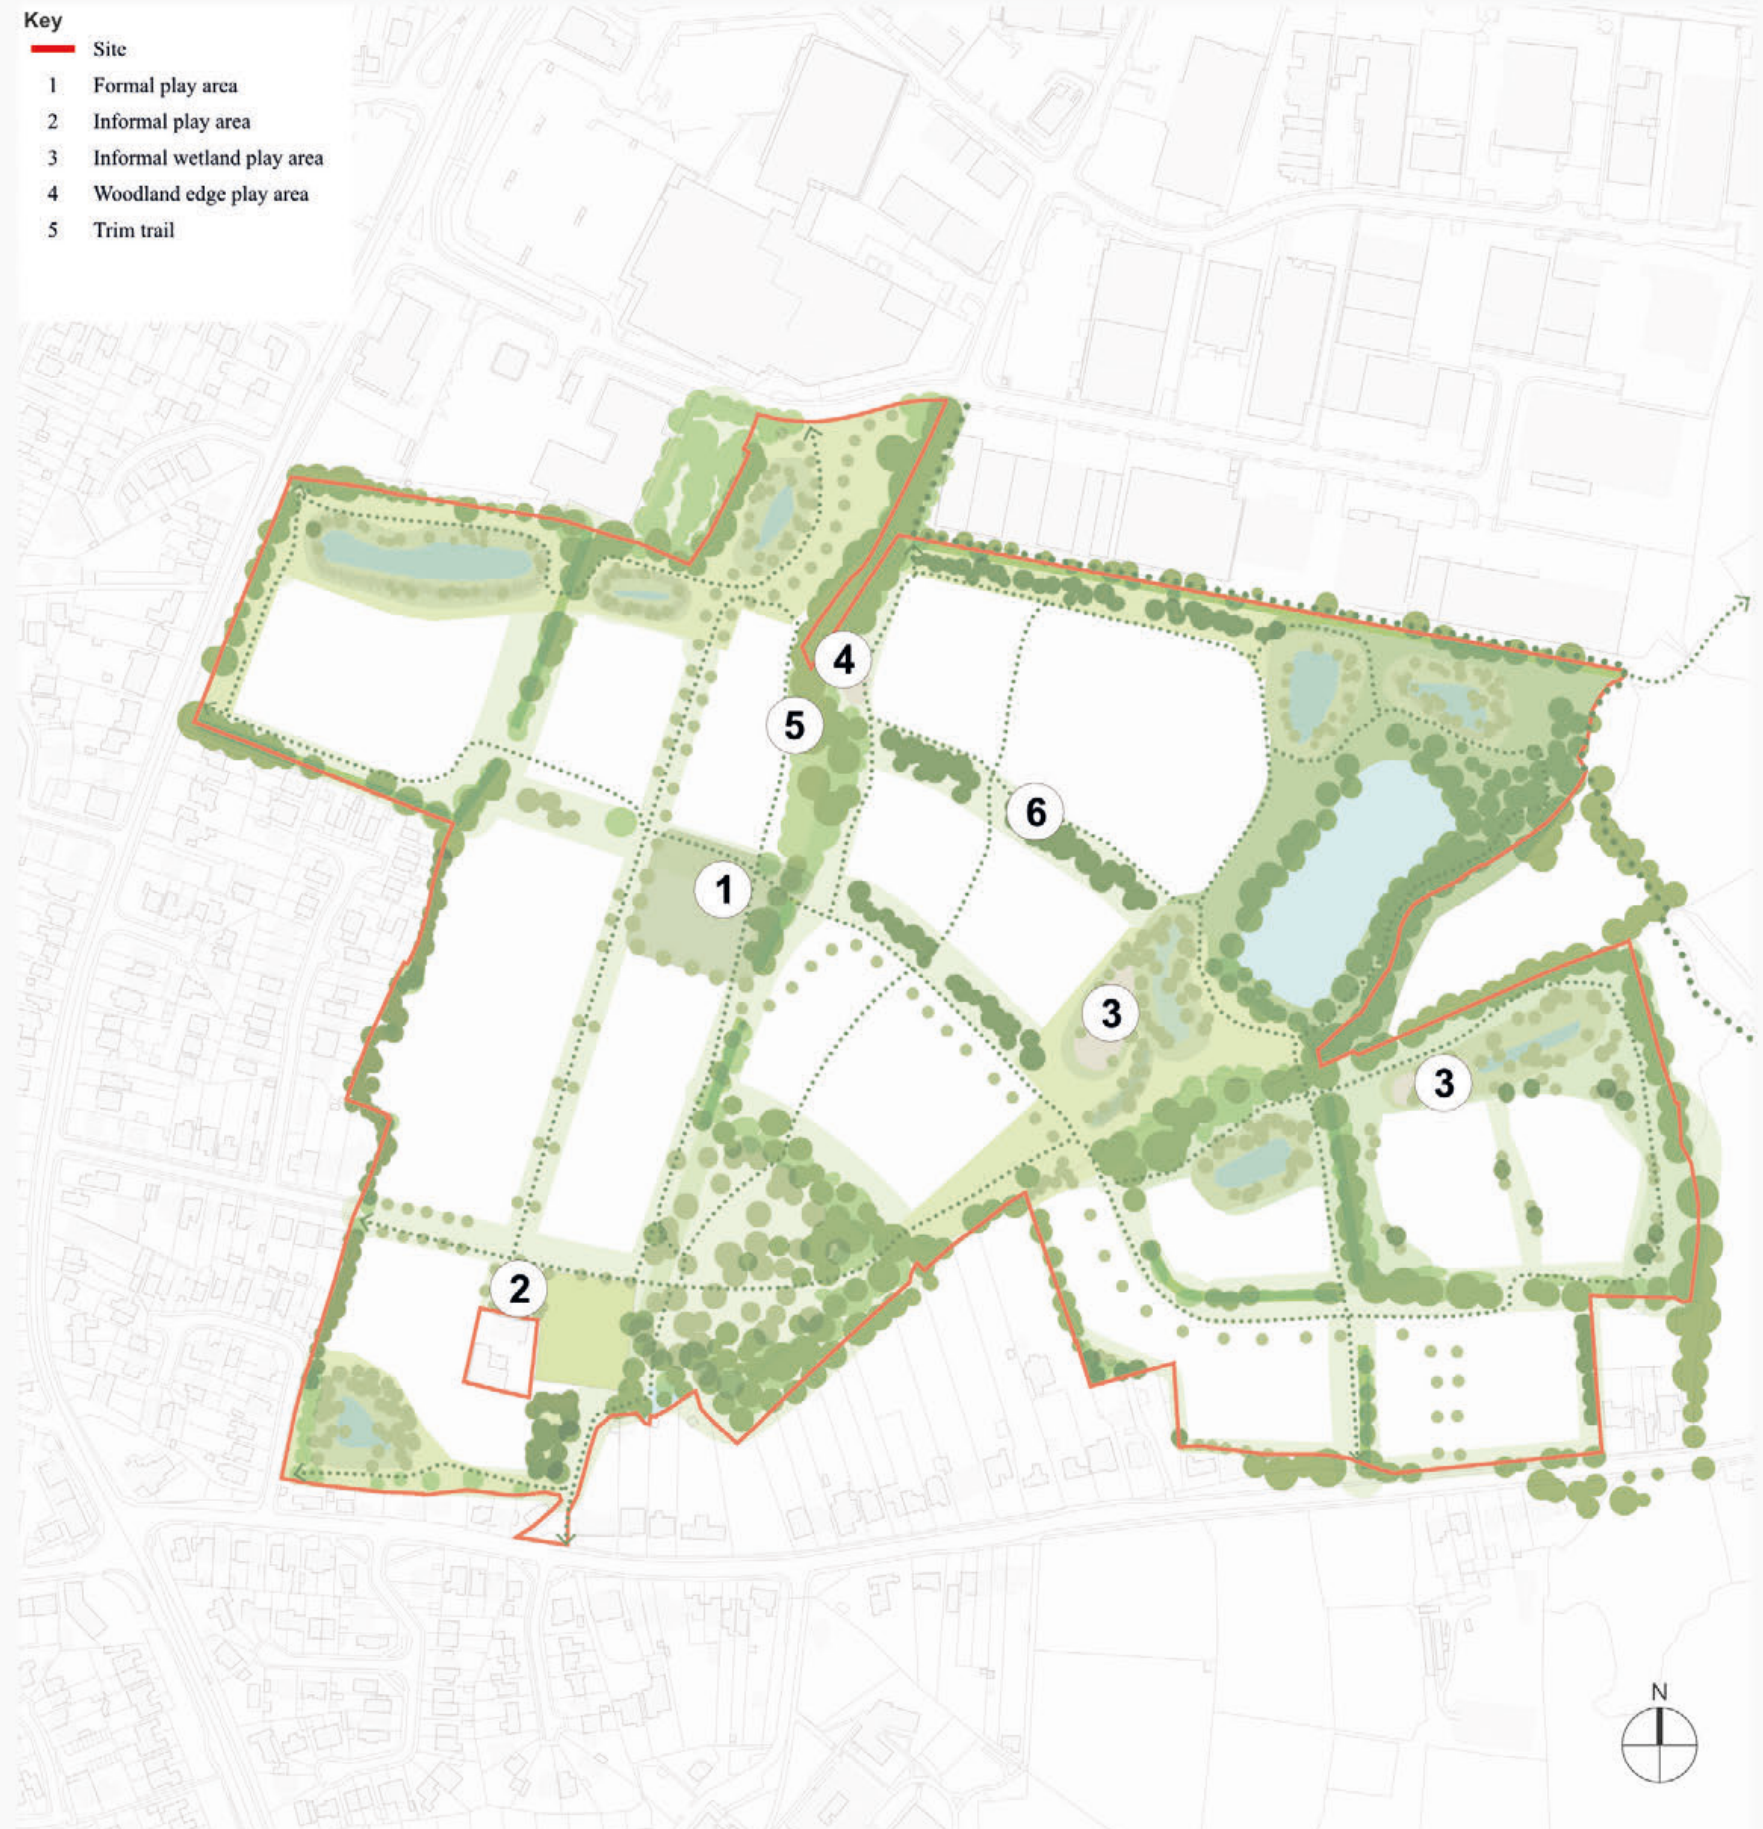 Key
Site
1 Formal play area
2 Informal play area
3 Informal wetland play area
4 Woodland edge play area
5 Trim trail
4
5
6
1
3
3
2
N